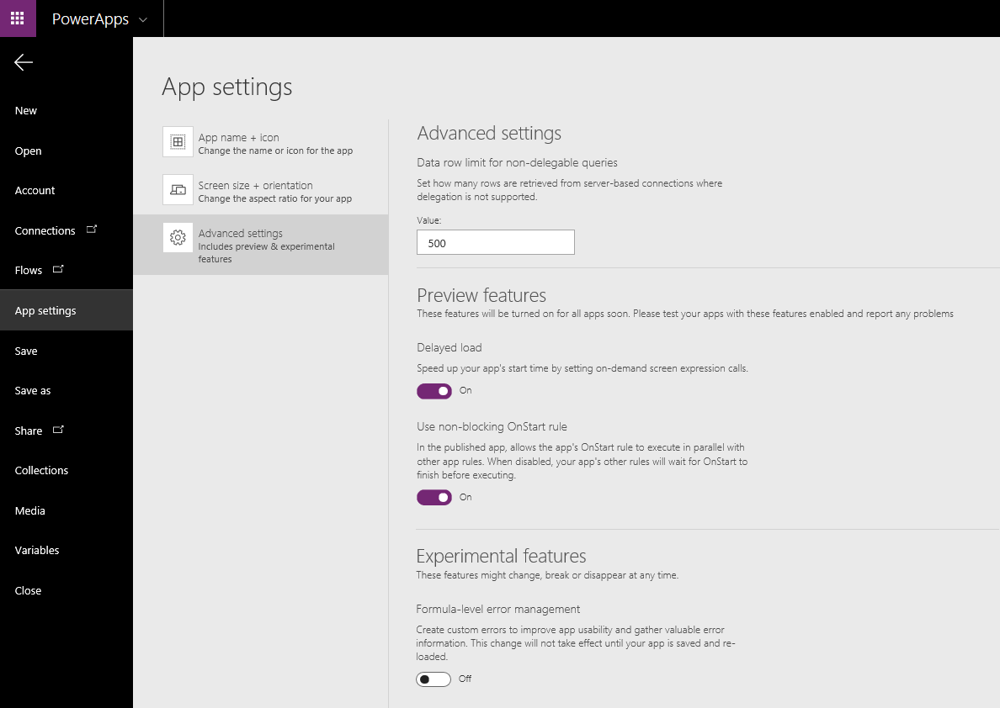 PowerApps
New
Open
Account
Connections
Flows
App settings
Save
Save as
Share
Collections
Media
Variables
Close
App settings
App name + icon
Change the name or icon for the app
Screen size + orientation
Change the aspect ratio for your app
Advanced settings
Includes preview & experimental
features
Advanced settings
Data row limit for non-delegable queries
Set how many rows are retrieved from server-based connections where
delegation is not supported.
Value:
500
Preview features
These features will be turned on for all apps soon. Please test your apps with these features enabled and report any problems
Delayed load
Speed up your app's start time by setting on-demand screen expression calls.
On
Use non-blocking OnStart rule
In the published app, allows the app's OnStart rule to execute in parallel with
other app rules. When disabled, your app's other rules will wait for OnStart to
finish before executing.
On
Experimental features
These features might change, break or disappear at any time.
Formula-level error management
Create custom errors to improve app usability and gather valuable error
information. This change will not take effect until your app is saved and re-
loaded.
Off